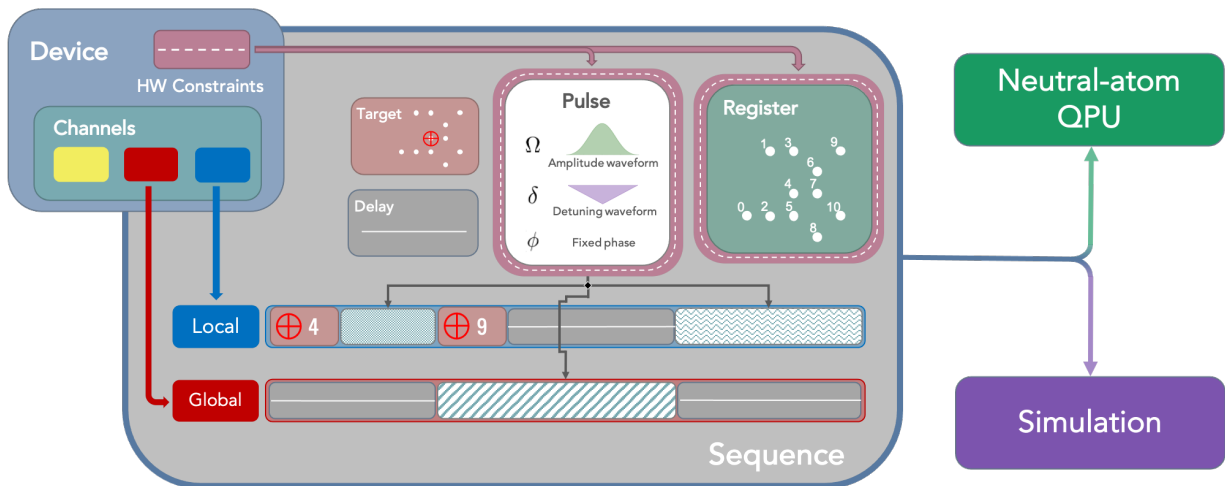 Device
HW Constraints
Channels
Target
Delay
Pulse
Ω
Amplitude waveform
δ
Detuning waveform
ϕ
Fixed phase
Register
1 3 9
6
4 7
0 2 5 10
8
Local
4
9
Global
Sequence
Neutral-atom
QPU
Simulation